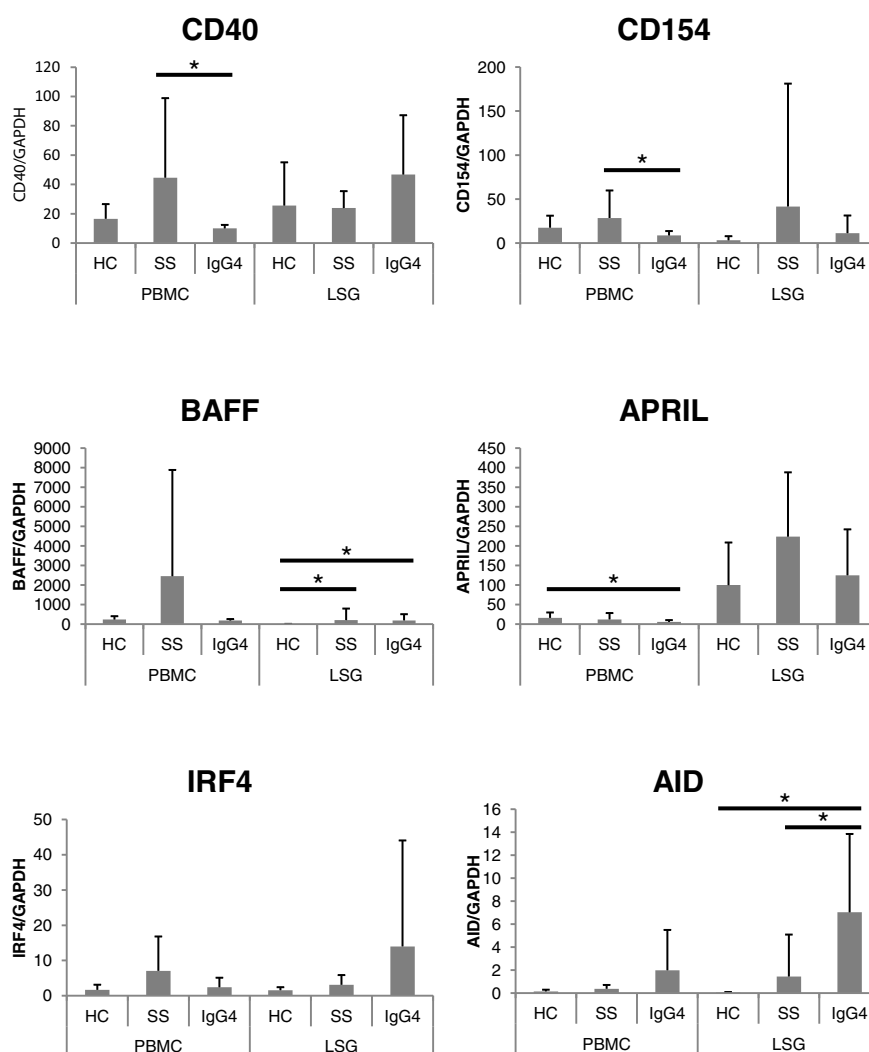 CD40
CD40/GAPDH
120
100
80
60
40
20
0
*
HC SS IgG4 HC SS IgG4
PBMC LSG
CD154
CD154/GAPDH
200
150
100
50
0
*
HC SS IgG4 HC SS IgG4
PBMC LSG
BAFF
BAFF/GAPDH
9000
8000
7000
6000
5000
4000
3000
2000
1000
0
*
*
HC SS IgG4 HC SS IgG4
PBMC LSG
APRIL
APRIL/GAPDH
450
400
350
300
250
200
150
100
50
0
*
HC SS IgG4 HC SS IgG4
PBMC LSG
IRF4
IRF4/GAPDH
50
40
30
20
10
0
HC SS IgG4 HC SS IgG4
PBMC LSG
AID
AID/GAPDH
16
14
12
10
8
6
4
2
0
*
*
HC SS IgG4 HC SS IgG4
PBMC LSG